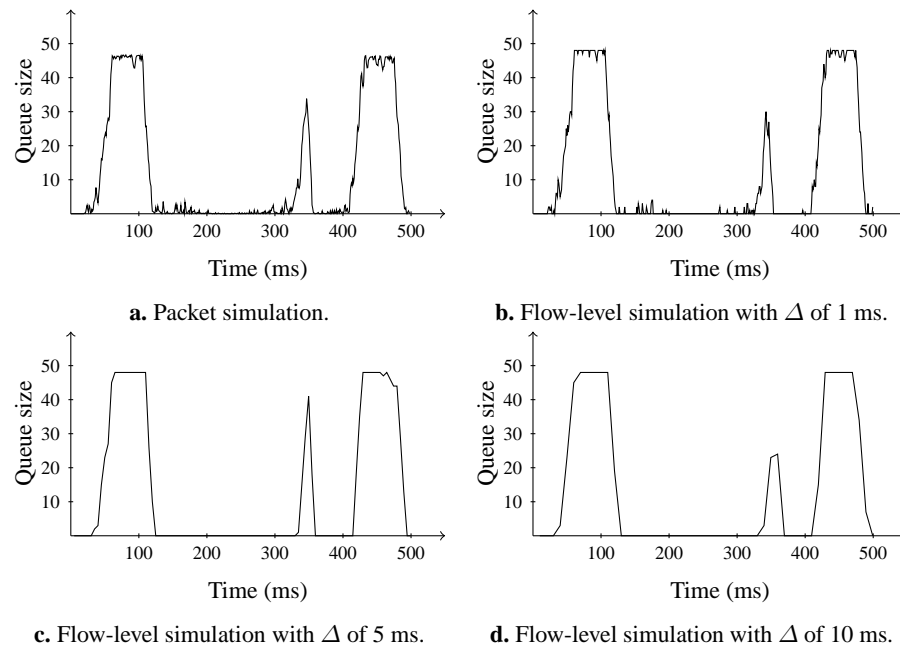 50
40
30
20
10
Queue size
100 200 300 400 500
Time (ms)
a. Packet simulation.
50
40
30
20
10
Queue size
100 200 300 400 500
Time (ms)
b. Flow-level simulation with Δ of 1 ms.
50
40
30
20
10
Queue size
100 200 300 400 500
Time (ms)
c. Flow-level simulation with Δ of 5 ms.
50
40
30
20
10
Queue size
100 200 300 400 500
Time (ms)
d. Flow-level simulation with Δ of 10 ms.